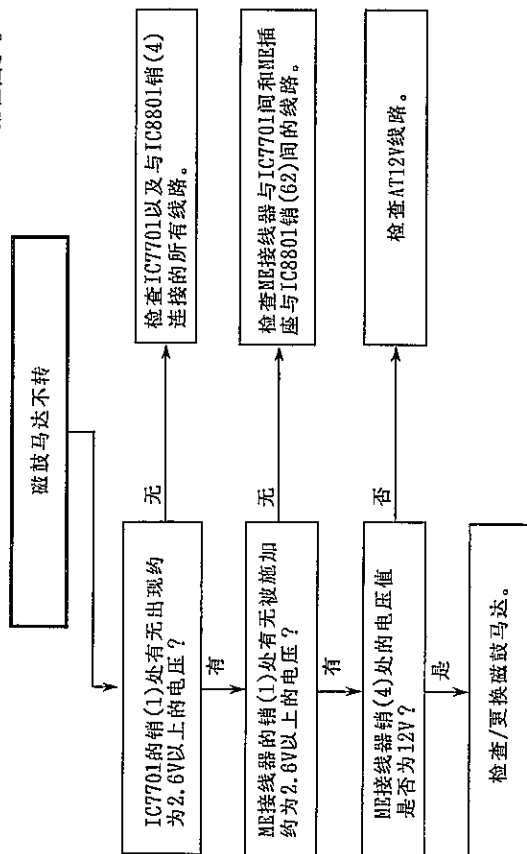 磁鼓马达不转
IC7701的销(1)处有无出现约
为2.6V以上的电压？
无
检查IC7701以及与IC8801销(4)
连接的所有线路。
有
ME接线器的销(1)处有无被施加
约为2.6V以上的电压？
无
检查ME接线器与IC7701间和ME插
座与IC8801销(62)间的线路。
有
ME接线器销(4)处的电压值
是否为12V？
否
检查AT12V线路。
是
检查/更换磁鼓马达。